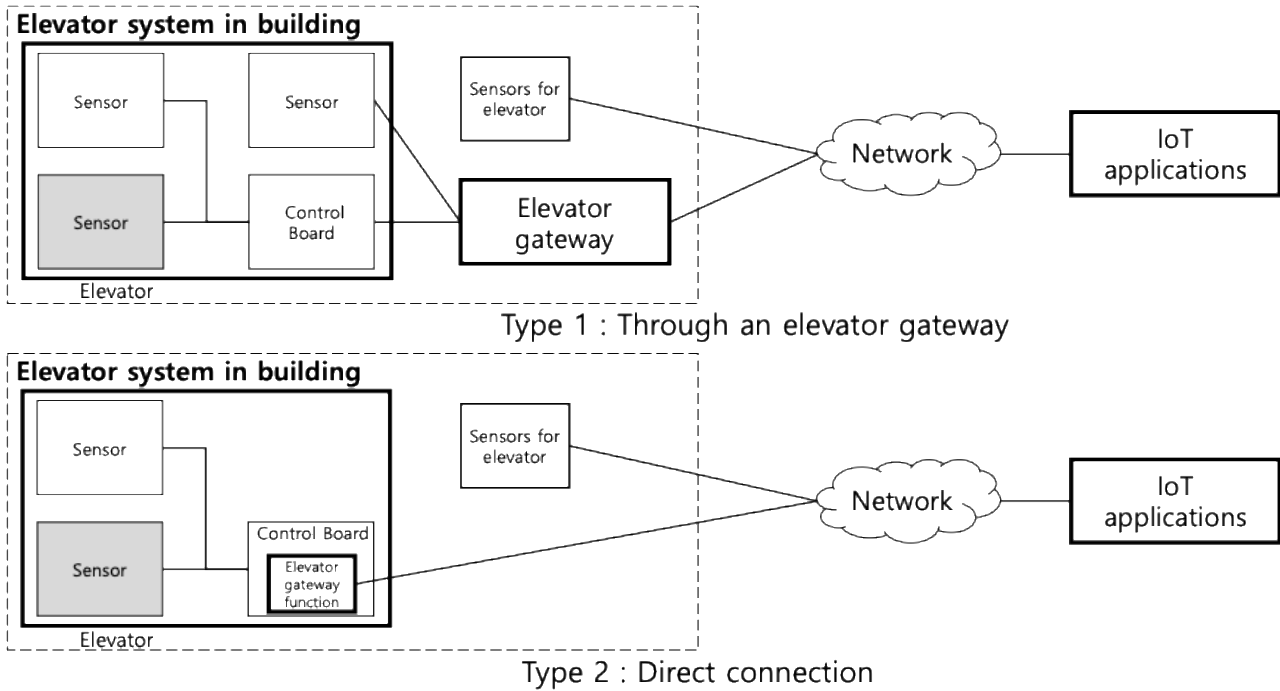 Elevator system in building
Sensor
Sensor
Sensors for
elevator
Network
IoT
applications
Sensor
Control
Board
Elevator
gateway
Elevator
Type 1 : Through an elevator gateway
Elevator system in building
Sensor
Sensors for
elevator
Network
IoT
applications
Sensor
Control Board
Elevator
gateway
function
Elevator
Type 2 : Direct connection